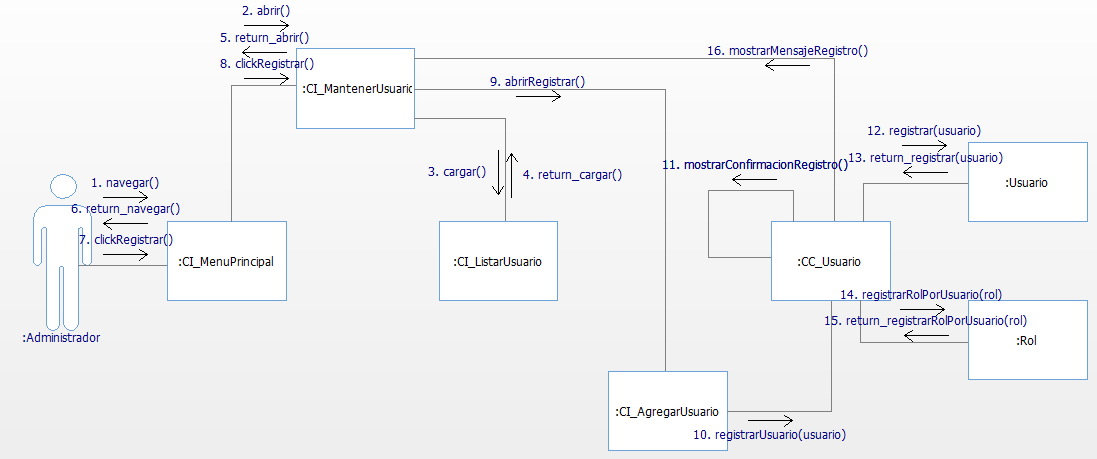 2. abrir()
5. return_abrir()
8. clickRegistrar()
:CI_MantenerUsuario
16. mostrarMensajeRegistro()
9. abrirRegistrar()
3. cargar()
4. return_cargar()
11. mostrarConfirmacionRegistro()
12. registrar(usuario)
13. return_registrar(usuario)
:Usuario
1. navegar()
6. return_navegar()
7. clickRegistrar()
:CI_MenuPrincipal
:CI_ListarUsuario
:CC_Usuario
14. registrarRolPorUsuario(rol)
15. return_registrarRolPorUsuario(rol)
:Rol
:Administrador
:CI_AgregarUsuario
10. registrarUsuario(usuario)